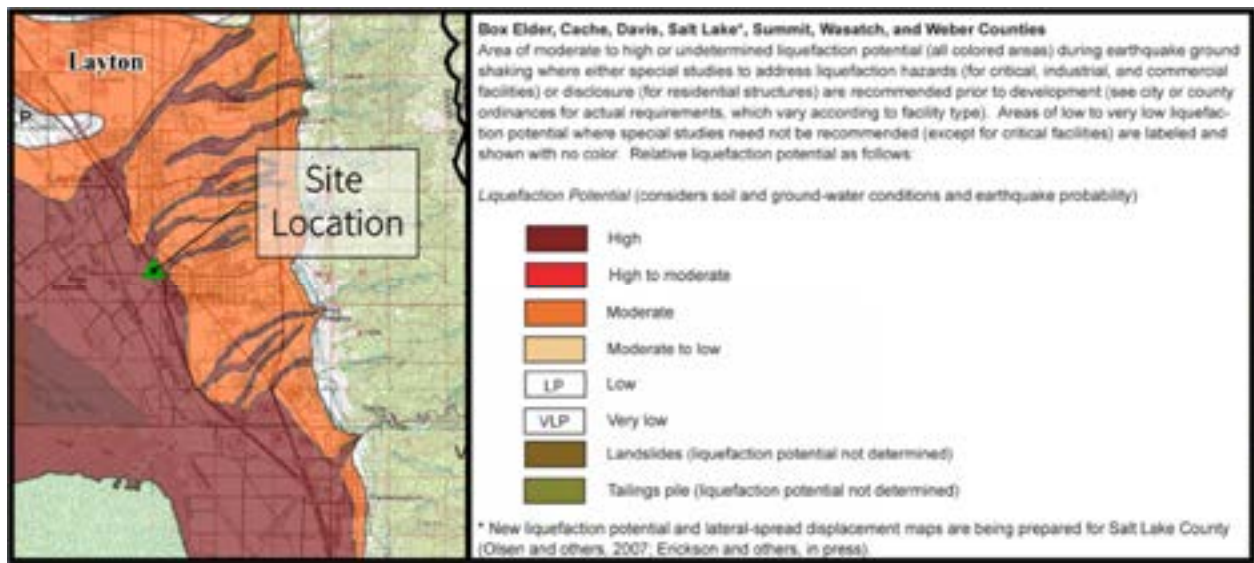 Layton
P
Site
Location
Box Elder, Cache, Davis, Salt Lake*, Summit, Wasatch, and Weber Counties
Area of moderate to high or undetermined liquefaction potential (all colored areas) during earthquake ground
shaking where either special studies to address liquefaction hazards (for critical, industrial, and commercial
facilities) or disclosure (for residential structures) are recommended prior to development (see city or county
ordinances for actual requirements, which vary according to facility type). Areas of low to very low liquefac-
tion potential where special studies need not be recommended (except for critical facilities) are labeled and
shown with no color. Relative liquefaction potential as follows:
Liquefaction Potential (considers soil and ground-water conditions and earthquake probability)
High
High to moderate
Moderate
Moderate to low
LP Low
VLP Very low
Landslides (liquefaction potential not determined)
Tailings pile (liquefaction potential not determined)
* New liquefaction potential and lateral-spread displacement maps are being prepared for Salt Lake County
(Olsen and others, 2007; Erickson and others, in press).